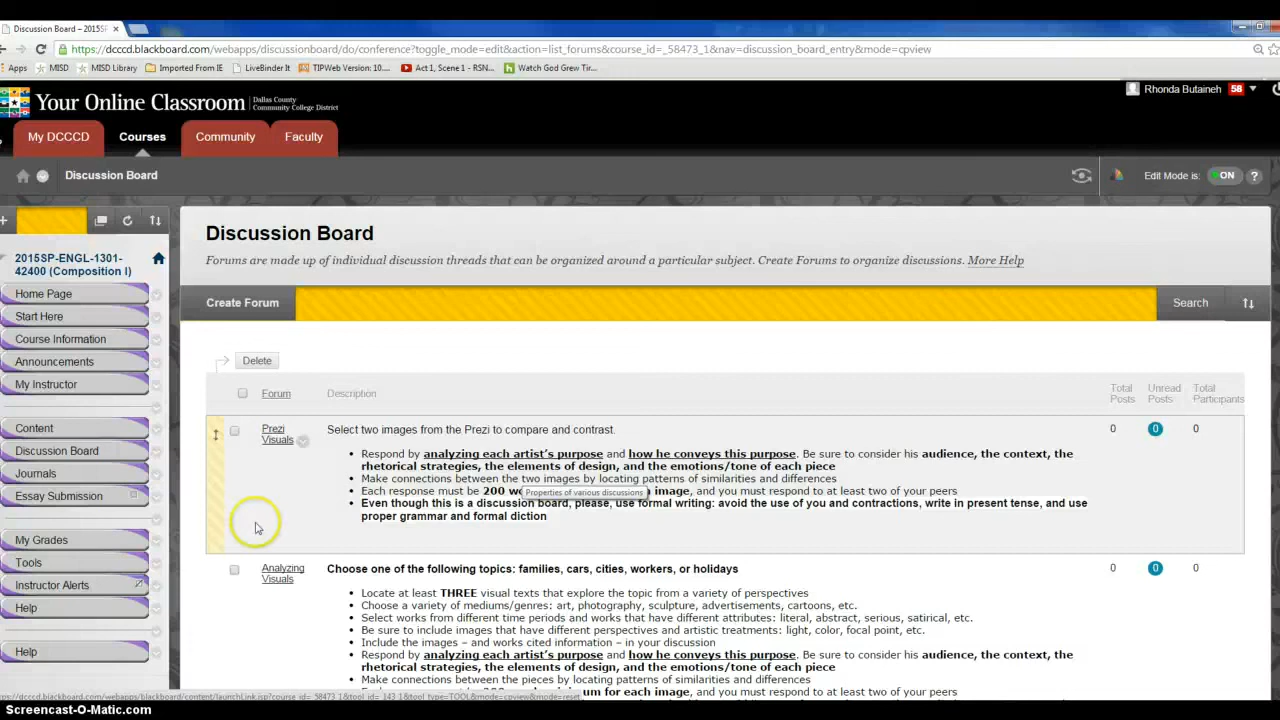 Discussion Board – 2015SP
https://dcccd.blackboard.com/webapps/discussionboard/do/conference?toggle_mode=edit&action=list_forums&course_id=_58473_1&nav=discussion_board_entry&mode=cpview
Apps MISD MISD Library Imported From IE LiveBinder It TIPWeb Version: 10.... Act 1, Scene 1 - RSN... Watch God Grew Tir...
Your Online Classroom Dallas County
Community College District
Rhonda Butaineh 58
My DCCCD Courses Community Faculty
Discussion Board
Edit Mode is: ON ?
2015SP-ENGL-1301-
42400 (Composition I)
Home Page
Start Here
Course Information
Announcements
My Instructor
Content
Discussion Board
Journals
Essay Submission
My Grades
Tools
Instructor Alerts
Help
Help
Discussion Board
Forums are made up of individual discussion threads that can be organized around a particular subject. Create Forums to organize discussions. More Help
Create Forum Search
Delete
Forum Description Total Posts Unread Posts Total Participants
Prezi Visuals
Select two images from the Prezi to compare and contrast.
0 0 0
• Respond by analyzing each artist's purpose and how he conveys this purpose. Be sure to consider his audience, the context, the
rhetorical strategies, the elements of design, and the emotions/tone of each piece
• Make connections between the two images by locating patterns of similarities and differences
• Each response must be 200 wo image, and you must respond to at least two of your peers
Properties of various discussions
• Even though this is a discussion board, please, use formal writing: avoid the use of you and contractions, write in present tense, and use
proper grammar and formal diction
Analyzing Visuals
Choose one of the following topics: families, cars, cities, workers, or holidays
0 0 0
• Locate at least THREE visual texts that explore the topic from a variety of perspectives
• Choose a variety of mediums/genres: art, photography, sculpture, advertisements, cartoons, etc.
• Select works from different time periods and works that have different attributes: literal, abstract, serious, satirical, etc.
• Be sure to include images that have different perspectives and artistic treatments: light, color, focal point, etc.
• Include the images – and works cited information – in your discussion
• Respond by analyzing each artist's purpose and how he conveys this purpose. Be sure to consider his audience, the context, the
rhetorical strategies, the elements of design, and the emotions/tone of each piece
• Make connections between the pieces by locating patterns of similarities and differences
um for each image, and you must respond to at least two of your peers
Screencast-O-Matic.com